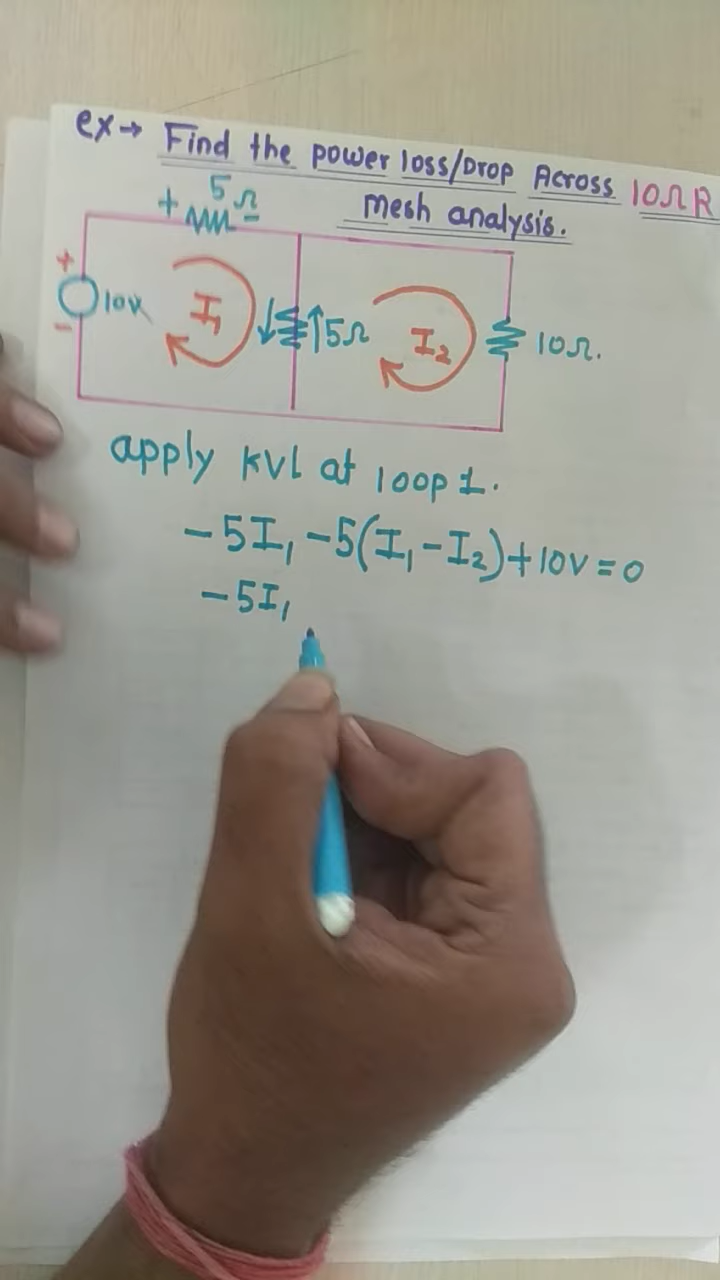 ex→ Find the power loss/Drop Across 10ΩR
mesh analysis.
+ 5Ω -
+
10V
-
I₁
5Ω
I₂
10Ω.
apply KVl at loop 1.
-5I₁-5(I₁-I₂)+10V=0
-5I₁